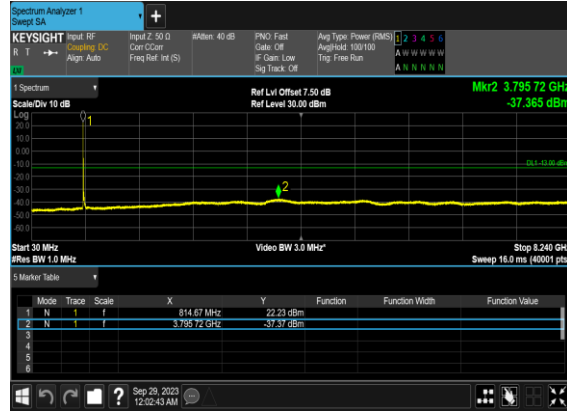 Spectrum Analyzer 1
Swept SA
+
KEYSIGHT Input: RF Input Z: 50 Ω #Atten: 40 dB PNO: Fast Avg Type: Power (RMS) 1 2 3 4 5 6
R T Coupling: DC Corr CCorr Gate: Off Avg|Hold: 100/100 A W W W W W
Align: Auto Freq Ref: Int (S) IF Gain: Low Trig: Free Run
Sig Track: Off A N N N N N
1 Spectrum Ref Lvl Offset 7.50 dB Mkr2 3.795 72 GHz
Scale/Div 10 dB Ref Level 30.00 dBm -37.365 dBm
Log
20.0
10.0
0.00
-10.0
-20.0
-30.0
-40.0
-50.0
-60.0
1
2
DL1 -13.00 dBm
Start 30 MHz Video BW 3.0 MHz* Stop 8.240 GHz
#Res BW 1.0 MHz Sweep 16.0 ms (40001 pts)
5 Marker Table
Mode Trace Scale X Y Function Function Width Function Value
1 N 1 f 814.67 MHz 22.23 dBm
2 N 1 f 3.795 72 GHz -37.37 dBm
3
4
5
6
? Sep 29, 2023
12:02:43 AM